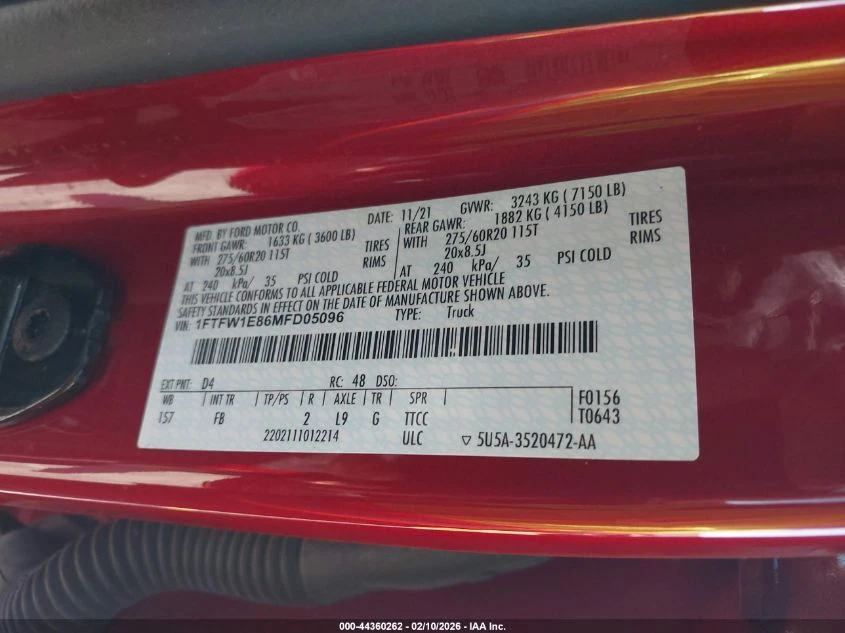 MFD. BY FORD MOTOR CO. DATE: 11/21 GVWR: 3243 KG ( 7150 LB)
FRONT GAWR: 1633 KG ( 3600 LB) REAR GAWR: 1882 KG ( 4150 LB)
WITH 275/60R20 115T TIRES WITH 275/60R20 115T TIRES
20x8.5J RIMS 20x8.5J RIMS
AT 240 kPa/ 35 PSI COLD AT 240 kPa/ 35 PSI COLD
THIS VEHICLE CONFORMS TO ALL APPLICABLE FEDERAL MOTOR VEHICLE
SAFETY STANDARDS IN EFFECT ON THE DATE OF MANUFACTURE SHOWN ABOVE.
VIN: 1FTFW1E86MFD05096 TYPE: Truck
EXT PNT: D4 RC: 48 DSO:
WB INT TR TP/PS R AXLE TR SPR F0156
157 FB 2 L9 G TTCC T0643
2202111012214 ULC ▽ 5U5A-3520472-AA
000-44360262 - 02/10/2026 - IAA Inc.